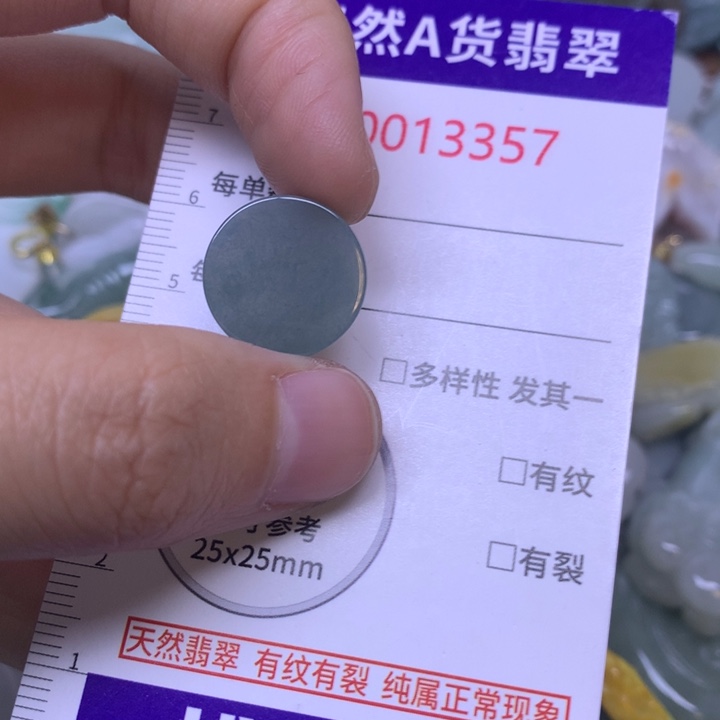 然A货翡翠
0013357
7
每单
6
5
□多样性 发其一
□有纹
参考
25x25mm
□有裂
2
天然翡翠 有纹有裂 纯属正常现象
1